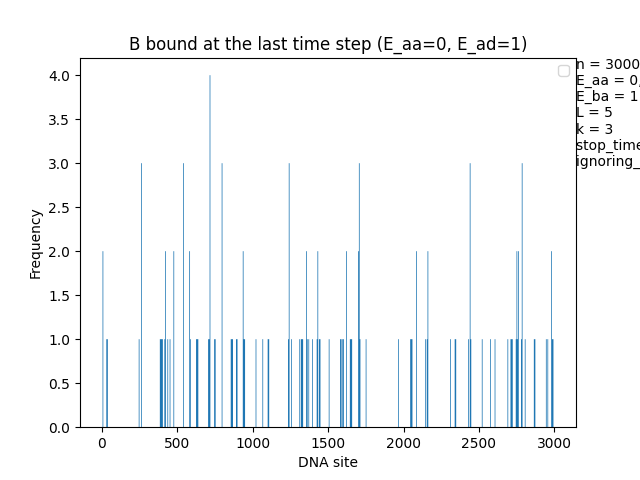 B bound at the last time step (E_aa=0, E_ad=1)
n = 3000
E_aa = 0,
E_ba = 1
L = 5
k = 3
stop_time
ignoring_
Frequency
4.0
3.5
3.0
2.5
2.0
1.5
1.0
0.5
0.0
0 500 1000 1500 2000 2500 3000
DNA site